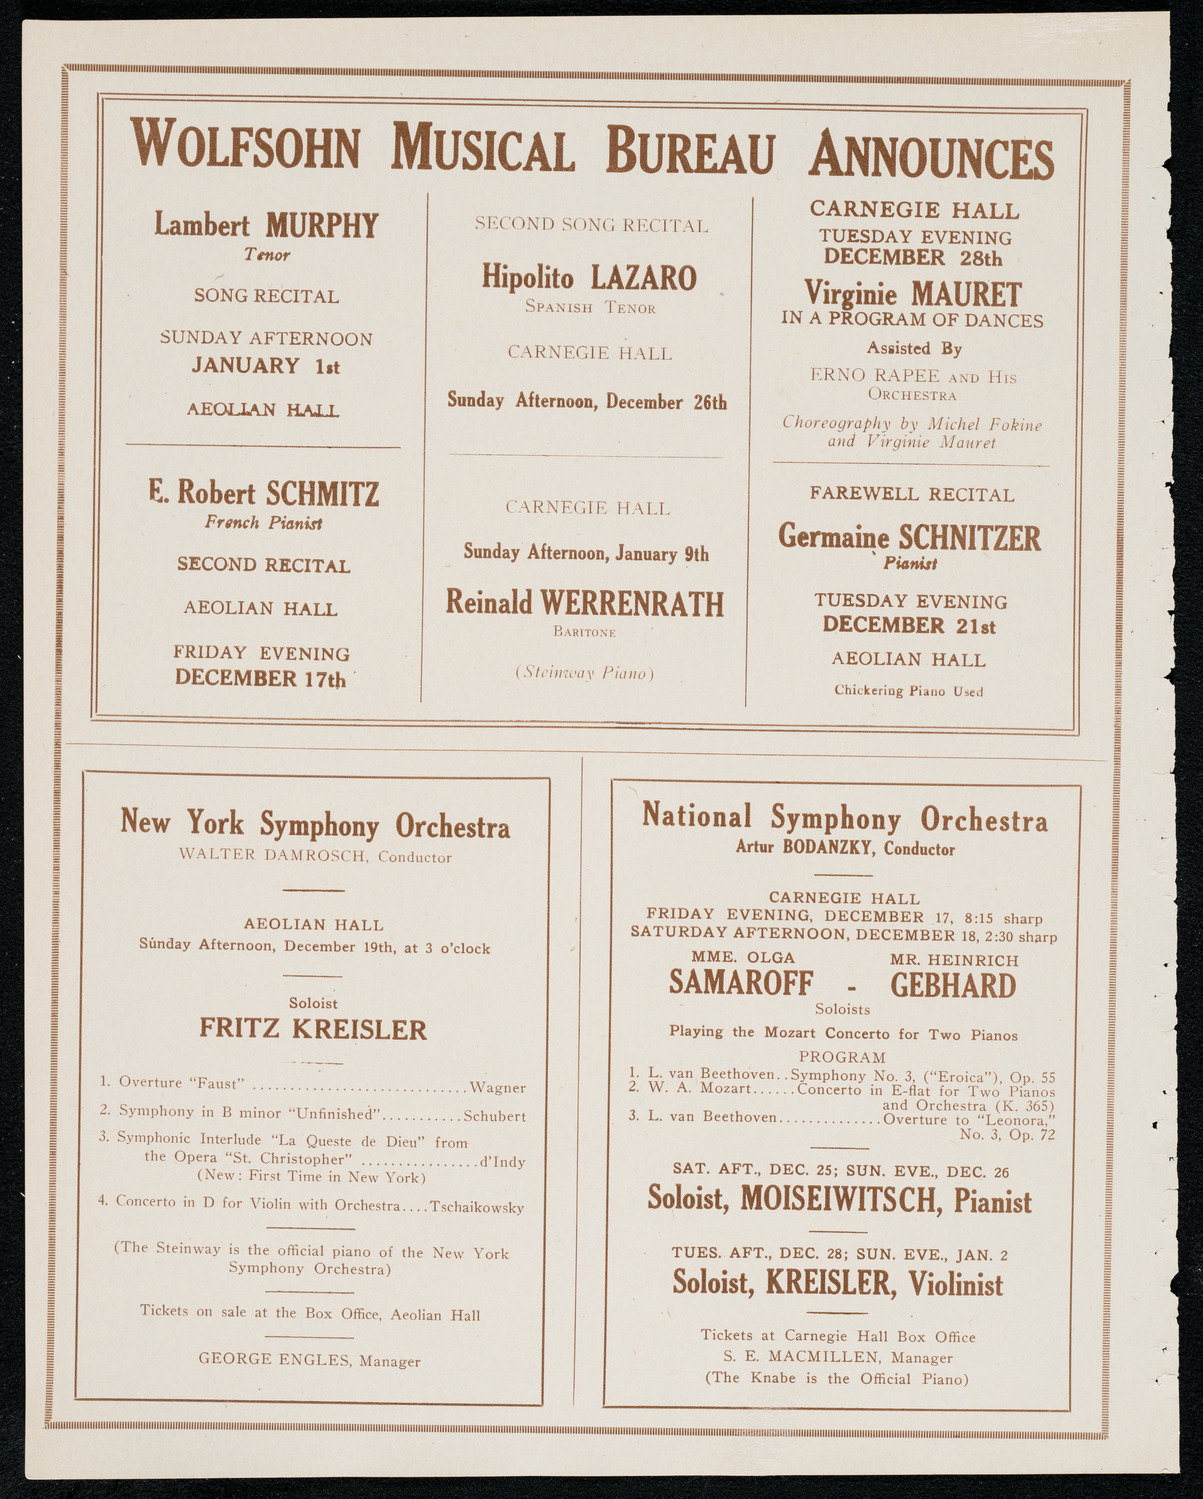 WOLFSOHN MUSICAL BUREAU ANNOUNCES
Lambert MURPHY
Tenor
SONG RECITAL
SUNDAY AFTERNOON
JANUARY 1st
AEOLIAN HALL
E. Robert SCHMITZ
French Pianist
SECOND RECITAL
AEOLIAN HALL
FRIDAY EVENING
DECEMBER 17th
SECOND SONG RECITAL
Hipolito LAZARO
SPANISH TENOR
CARNEGIE HALL
Sunday Afternoon, December 26th
CARNEGIE HALL
Sunday Afternoon, January 9th
Reinald WERRENRATH
BARITONE
(Steinway Piano)
CARNEGIE HALL
TUESDAY EVENING
DECEMBER 28th
Virginie MAURET
IN A PROGRAM OF DANCES
Assisted By
ERNO RAPEE AND HIS
ORCHESTRA
Choreography by Michel Fokine
and Virginie Mauret
FAREWELL RECITAL
Germaine SCHNITZER
Pianist
TUESDAY EVENING
DECEMBER 21st
AEOLIAN HALL
Chickering Piano Used
New York Symphony Orchestra
WALTER DAMROSCH, Conductor
AEOLIAN HALL
Sunday Afternoon, December 19th, at 3 o'clock
Soloist
FRITZ KREISLER
1. Overture "Faust" ............................Wagner
2. Symphony in B minor "Unfinished"...........Schubert
3. Symphonic Interlude "La Queste de Dieu" from
the Opera "St. Christopher" ................d'Indy
(New: First Time in New York)
4. Concerto in D for Violin with Orchestra....Tschaikowsky
(The Steinway is the official piano of the New York
Symphony Orchestra)
Tickets on sale at the Box Office, Aeolian Hall
GEORGE ENGLES, Manager
National Symphony Orchestra
Artur BODANZKY, Conductor
CARNEGIE HALL
FRIDAY EVENING, DECEMBER 17, 8:15 sharp
SATURDAY AFTERNOON, DECEMBER 18, 2:30 sharp
MME. OLGA MR. HEINRICH
SAMAROFF - GEBHARD
Soloists
Playing the Mozart Concerto for Two Pianos
PROGRAM
1. L. van Beethoven..Symphony No. 3, ("Eroica"), Op. 55
2. W. A. Mozart......Concerto in E-flat for Two Pianos
and Orchestra (K. 365)
3. L. van Beethoven..............Overture to "Leonora,"
No. 3, Op. 72
SAT. AFT., DEC. 25; SUN. EVE., DEC. 26
Soloist, MOISEIWITSCH, Pianist
TUES. AFT., DEC. 28; SUN. EVE., JAN. 2
Soloist, KREISLER, Violinist
Tickets at Carnegie Hall Box Office
S. E. MACMILLEN, Manager
(The Knabe is the Official Piano)